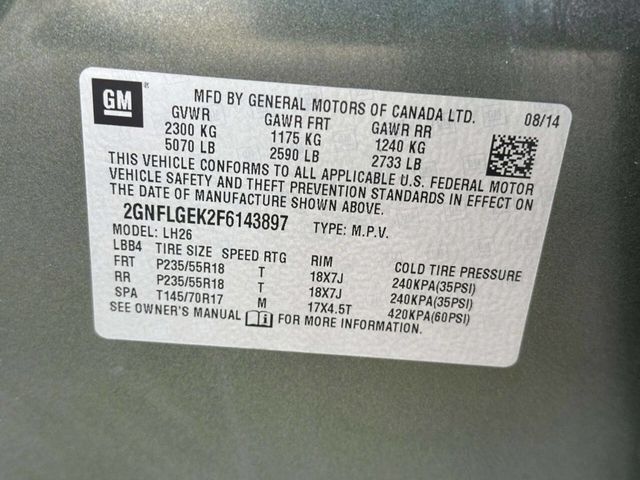 GM
MFD BY GENERAL MOTORS OF CANADA LTD. 08/14
GVWR GAWR FRT GAWR RR
2300 KG 1175 KG 1240 KG
5070 LB 2590 LB 2733 LB
THIS VEHICLE CONFORMS TO ALL APPLICABLE U.S. FEDERAL MOTOR
VEHICLE SAFETY AND THEFT PREVENTION STANDARDS IN EFFECT ON
THE DATE OF MANUFACTURE SHOWN ABOVE.
2GNFLGEK2F6143897 TYPE: M.P.V.
MODEL: LH26
LBB4 TIRE SIZE SPEED RTG RIM COLD TIRE PRESSURE
FRT P235/55R18 T 18X7J 240KPA(35PSI)
RR P235/55R18 T 18X7J 240KPA(35PSI)
SPA T145/70R17 M 17X4.5T 420KPA(60PSI)
SEE OWNER'S MANUAL FOR MORE INFORMATION.